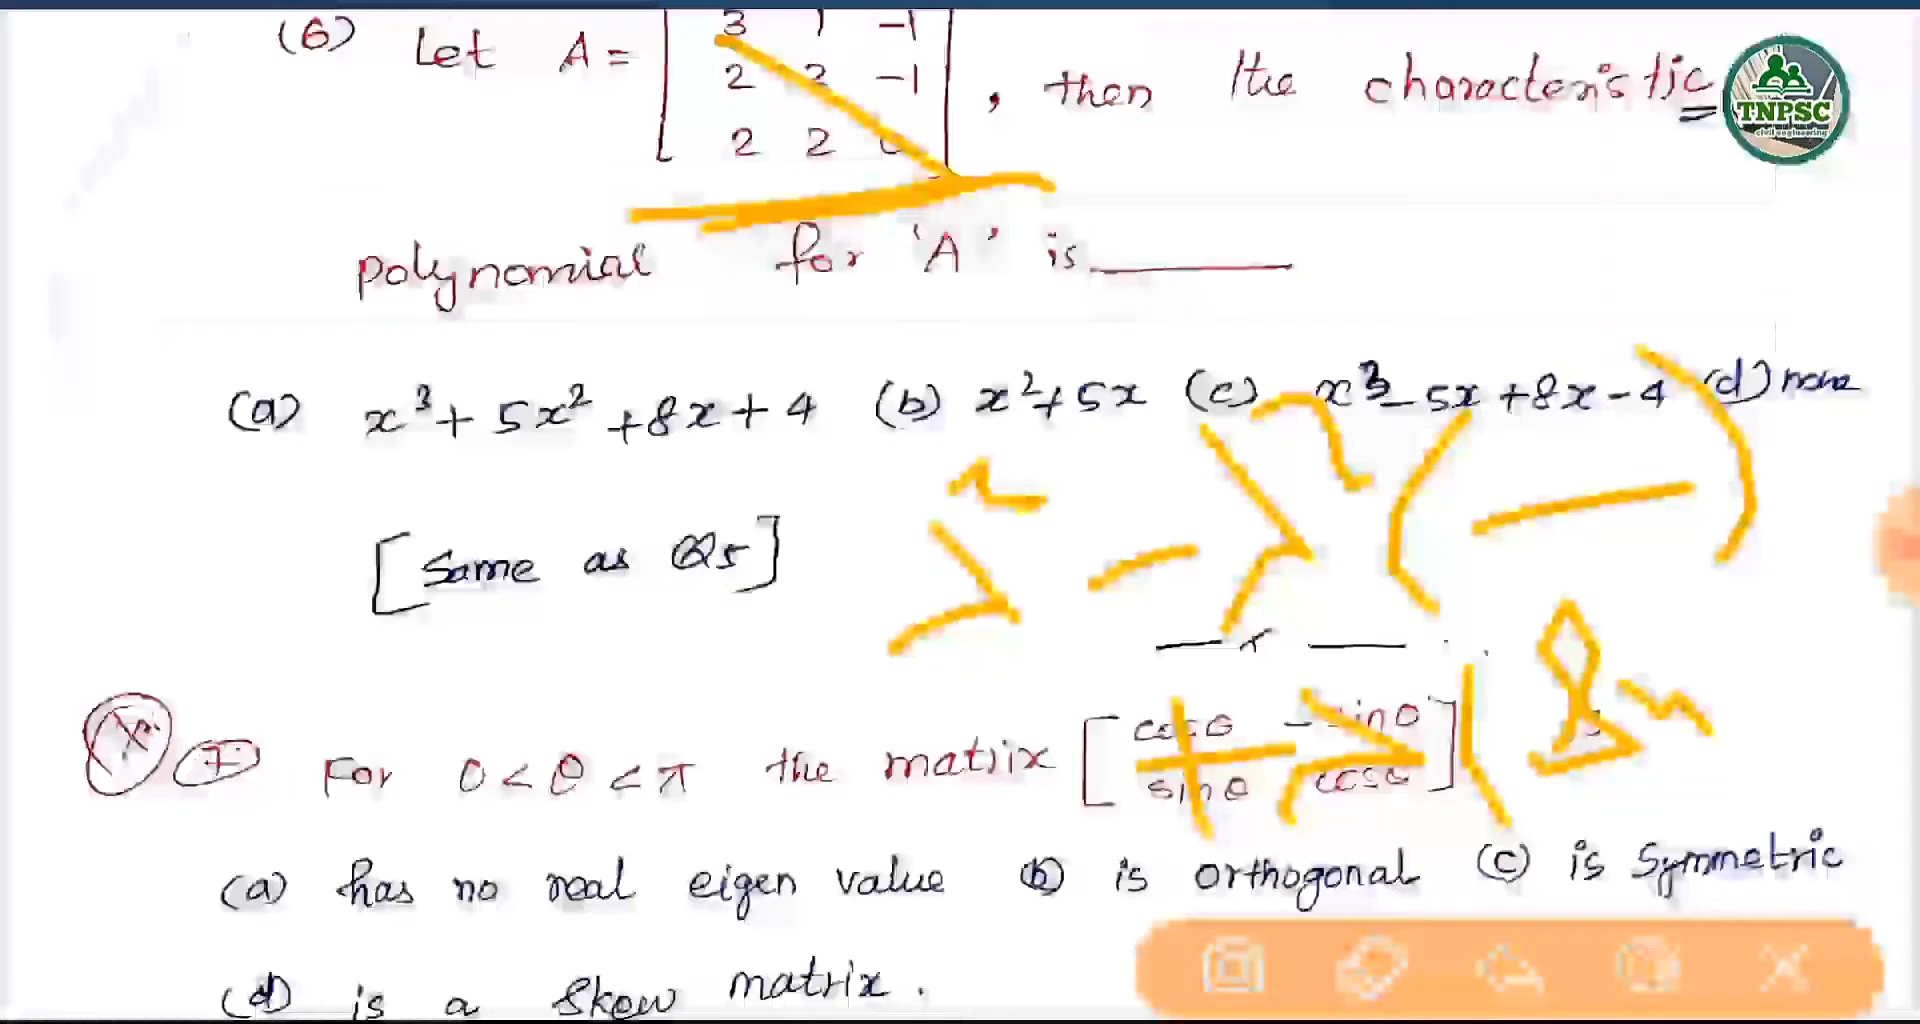 (6) Let A = [ 3 1 -1
2 2 -1 , then the characteristic
2 2
TNPSC
civil engineering
polynomial for 'A' is ______
(a) x³ + 5x² + 8x + 4 (b) x² + 5x (c) x³ - 5x + 8x - 4 (d) none
[Same as Q5]
7 For 0 < θ < π the matrix [ cosθ - sinθ
sinθ cosθ ]
(a) has no real eigen value (b) is orthogonal (c) is Symmetric
(d) is a Skew matrix.